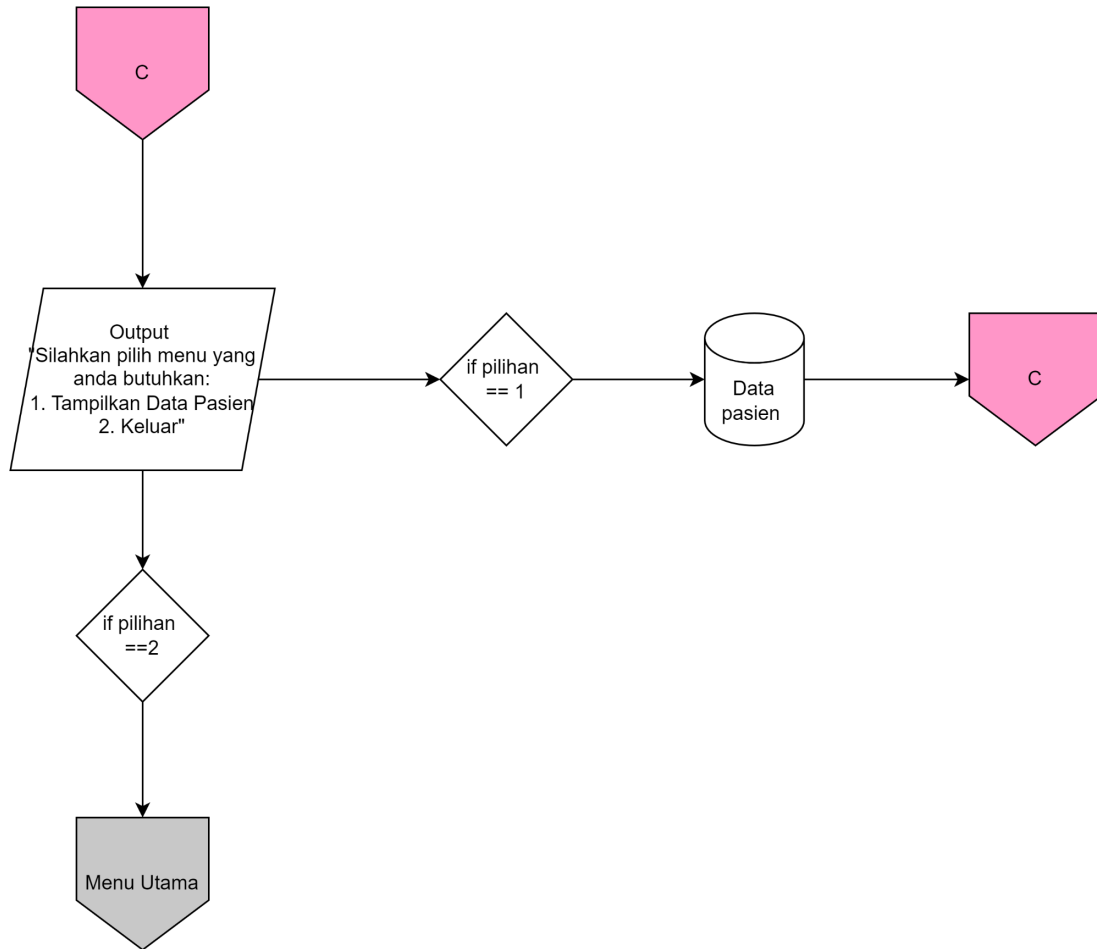 C
Output
"Silahkan pilih menu yang
anda butuhkan:
1. Tampilkan Data Pasien
2. Keluar"
if pilihan
== 1
Data
pasien
C
if pilihan
==2
Menu Utama